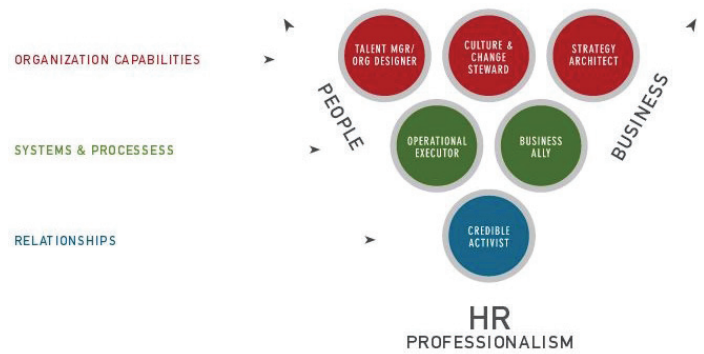 ORGANIZATION CAPABILITIES
TALENT MGR/
ORG DESIGNER
CULTURE &
CHANGE
STEWARD
STRATEGY
ARCHITECT
PEOPLE
BUSINESS
SYSTEMS & PROCESSESS
OPERATIONAL
EXECUTOR
BUSINESS
ALLY
RELATIONSHIPS
CREDIBLE
ACTIVIST
HR
PROFESSIONALISM